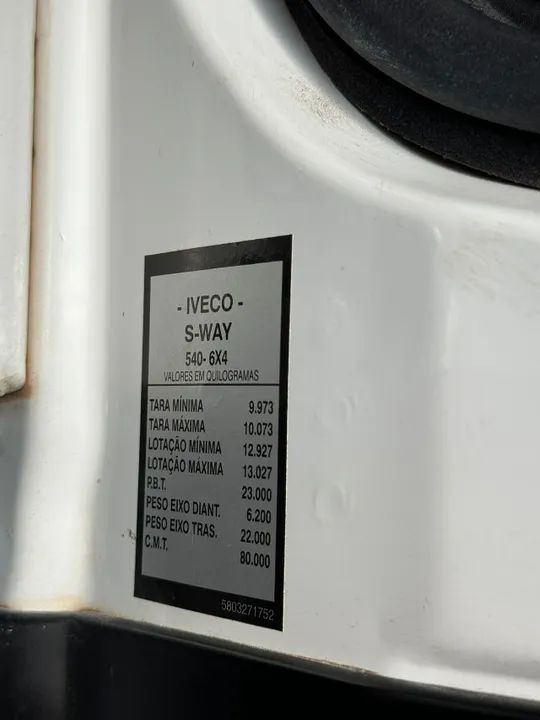 - IVECO -
S-WAY
540- 6X4
VALORES EM QUILOGRAMAS
TARA MÍNIMA 9.973
TARA MÁXIMA 10.073
LOTAÇÃO MÍNIMA 12.927
LOTAÇÃO MÁXIMA 13.027
P.B.T. 23.000
PESO EIXO DIANT. 6.200
PESO EIXO TRAS. 22.000
C.M.T. 80.000
5803271752